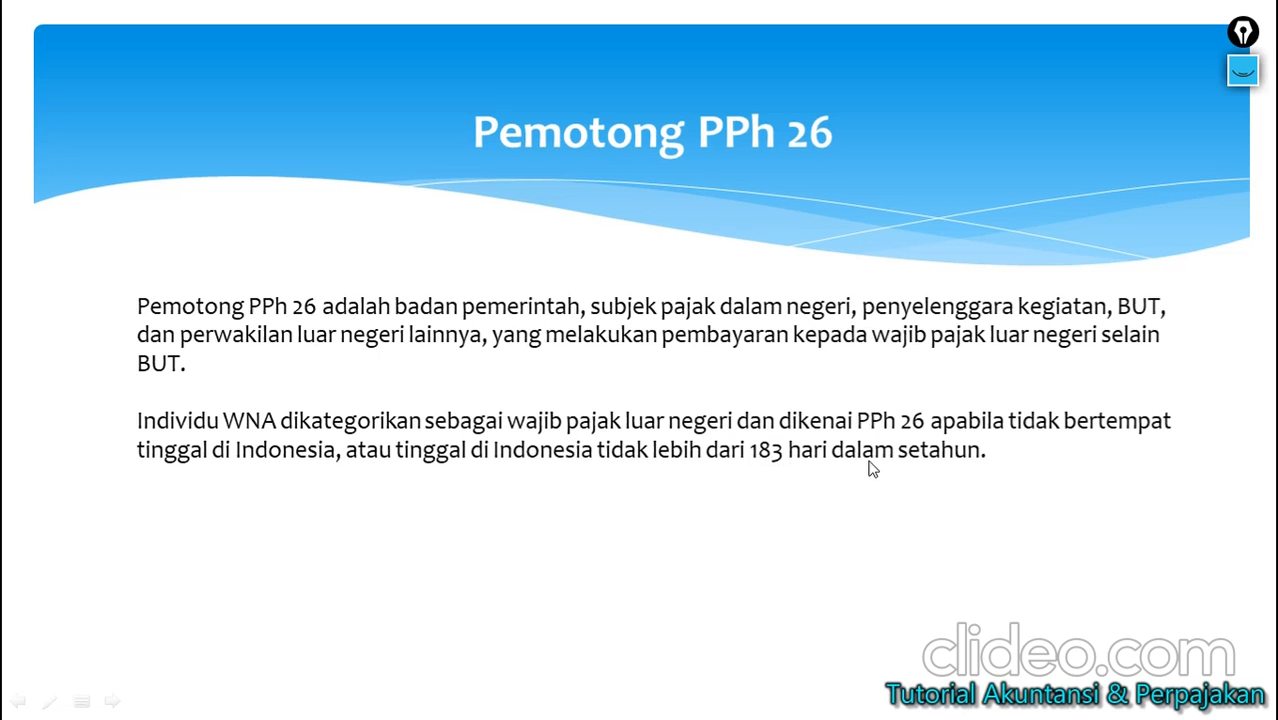 Pemotong PPh 26
Pemotong PPh 26 adalah badan pemerintah, subjek pajak dalam negeri, penyelenggara kegiatan, BUT,
dan perwakilan luar negeri lainnya, yang melakukan pembayaran kepada wajib pajak luar negeri selain
BUT.
Individu WNA dikategorikan sebagai wajib pajak luar negeri dan dikenai PPh 26 apabila tidak bertempat
tinggal di Indonesia, atau tinggal di Indonesia tidak lebih dari 183 hari dalam setahun.
clideo.com
Tutorial Akuntansi & Perpajakan